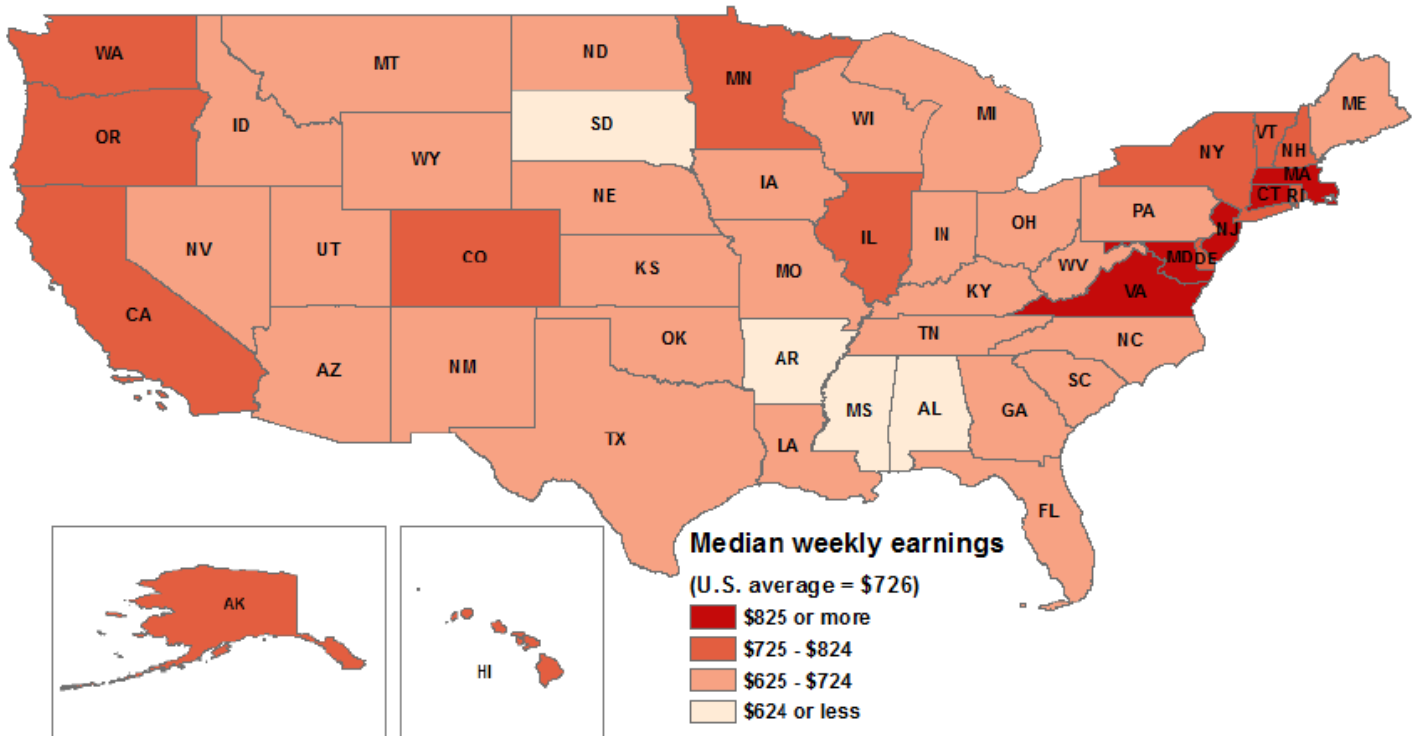 WA
MT
ND
MN
OR
ID
SD
WI
MI
ME
VT
NH
NY
MA
CT
RI
WY
IA
NE
PA
NJ
NV
UT
CO
IL
IN
OH
MD
DE
WV
VA
KS
MO
KY
CA
TN
NC
AZ
NM
OK
AR
SC
MS
AL
GA
TX
LA
FL
AK
HI
Median weekly earnings
(U.S. average = $726)
$825 or more
$725 - $824
$625 - $724
$624 or less